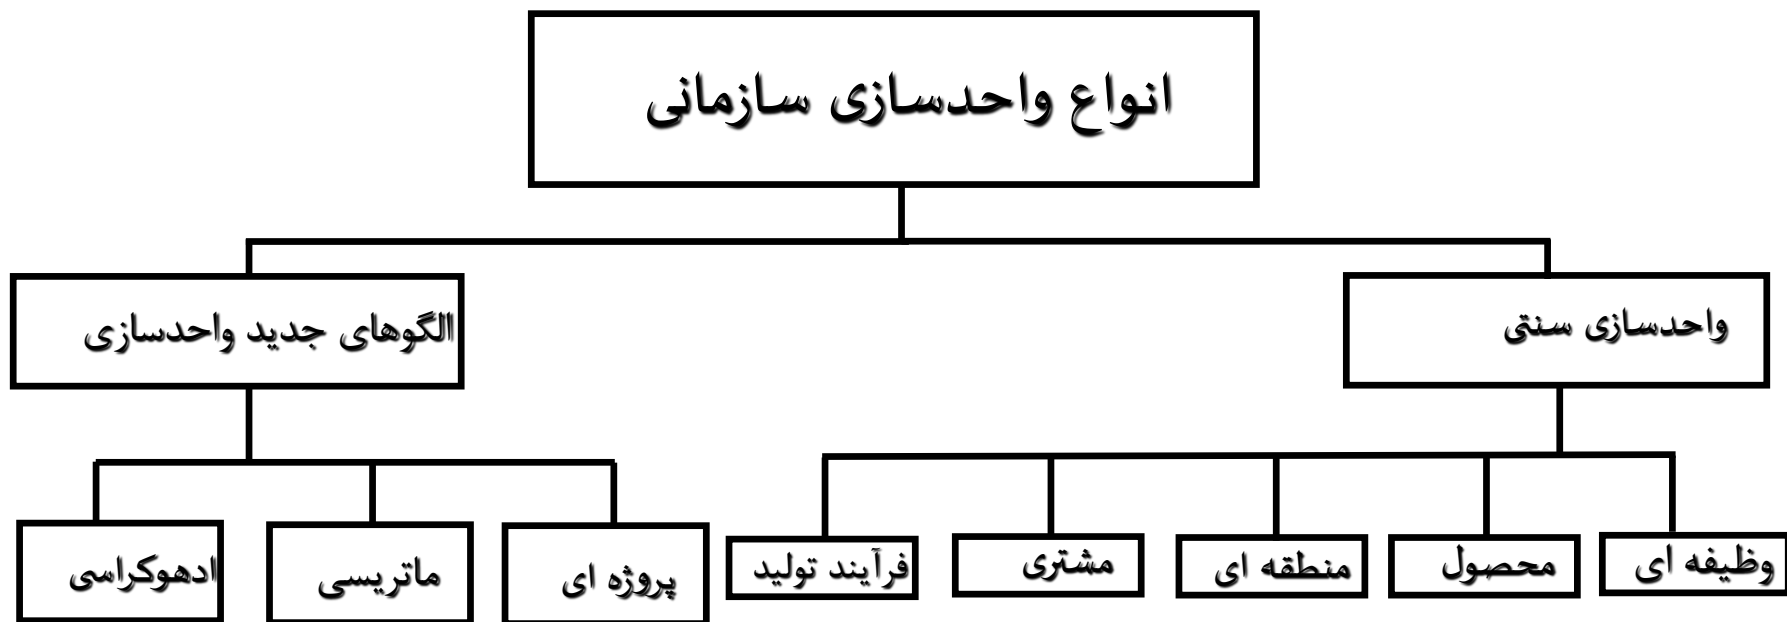 انواع واحدسازی سازمانی
واحدسازی سنتی
الگوهای جدید واحدسازی
وظیفه ای
محصول
منطقه ای
مشتری
فرآیند تولید
پروژه ای
ماتریسی
ادهوکراسی